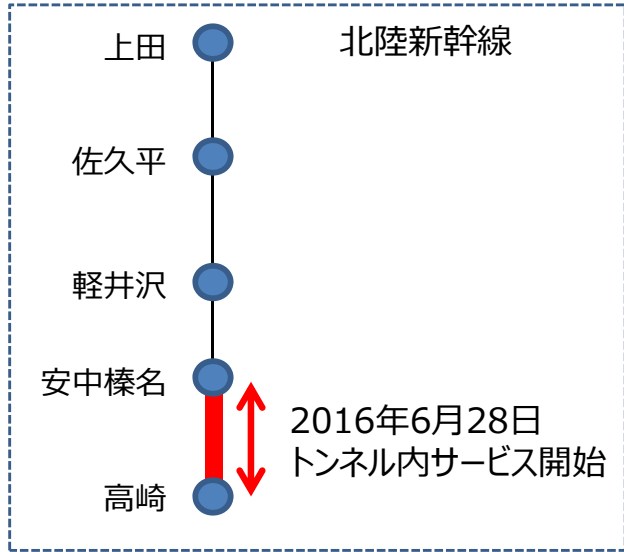 北陸新幹線
上田
佐久平
軽井沢
安中榛名
高崎
2016年6月28日
トンネル内サービス開始